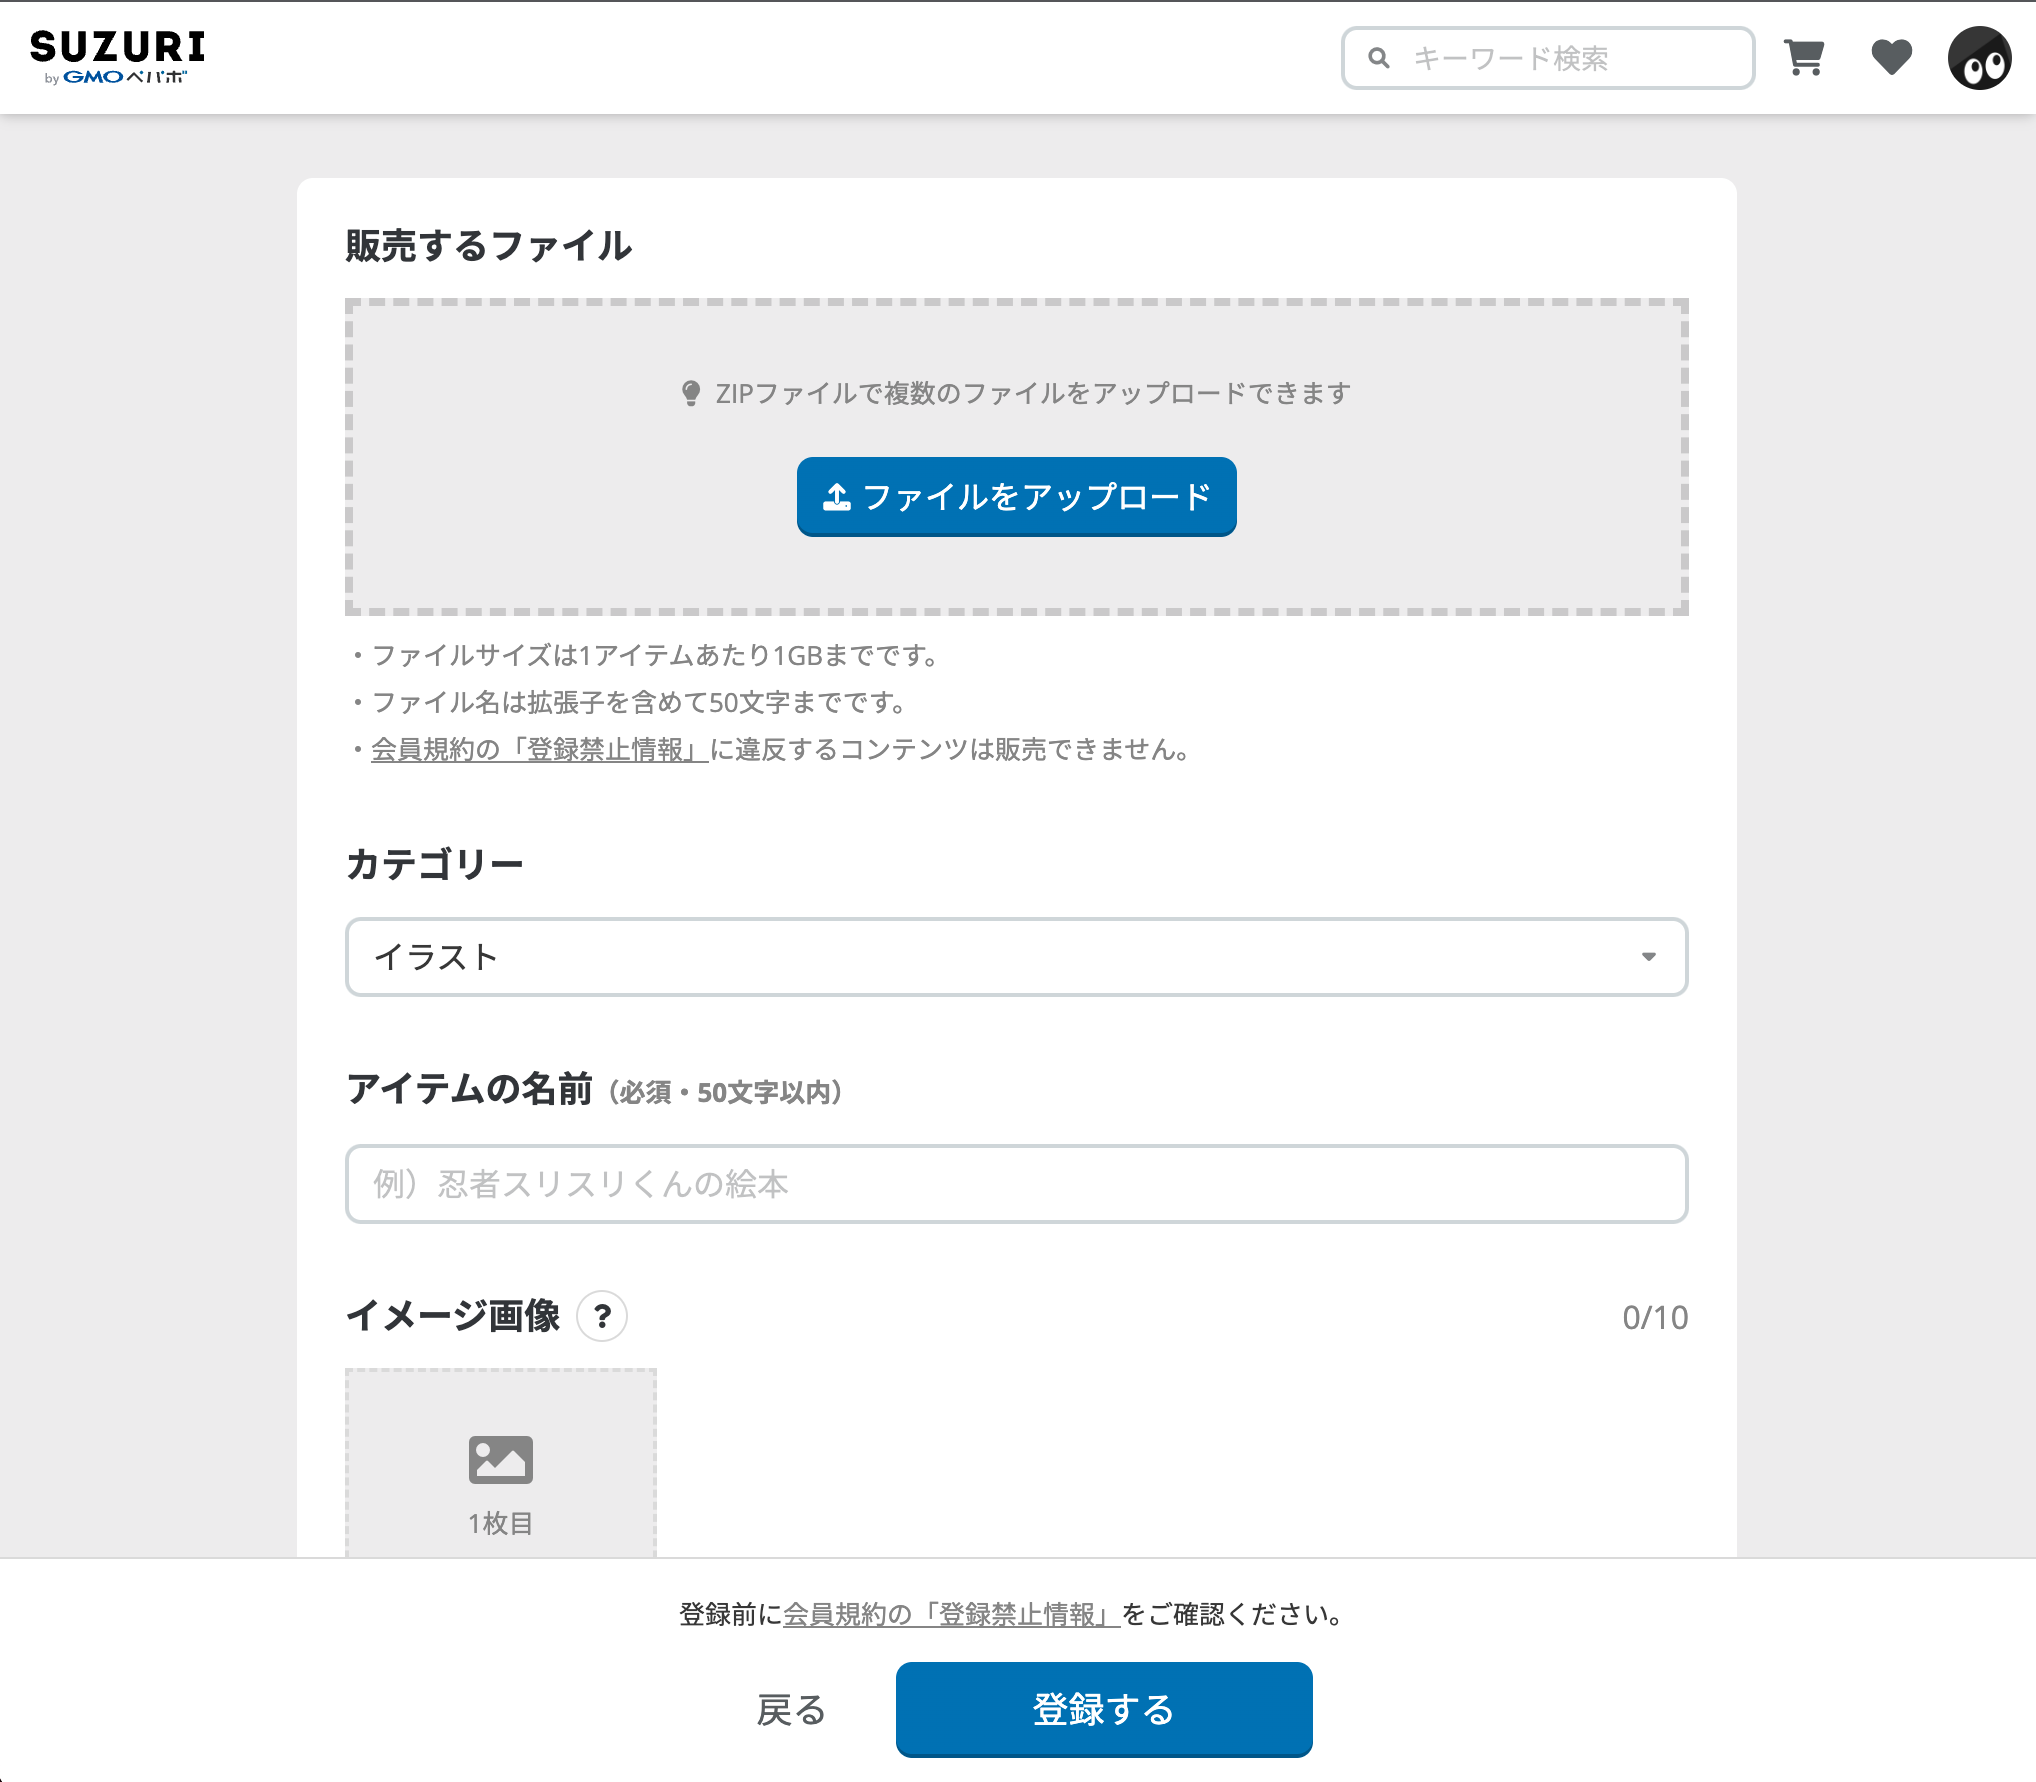 SUZURI
by GMOペパボ
キーワード検索
販売するファイル
ZIPファイルで複数のファイルをアップロードできます
ファイルをアップロード
・ファイルサイズは1アイテムあたり1GBまでです。
・ファイル名は拡張子を含めて50文字までです。
・会員規約の「登録禁止情報」に違反するコンテンツは販売できません。
カテゴリー
イラスト
アイテムの名前（必須・50文字以内）
例）忍者スリスリくんの絵本
イメージ画像 ?
0/10
1枚目
登録前に会員規約の「登録禁止情報」をご確認ください。
戻る
登録する